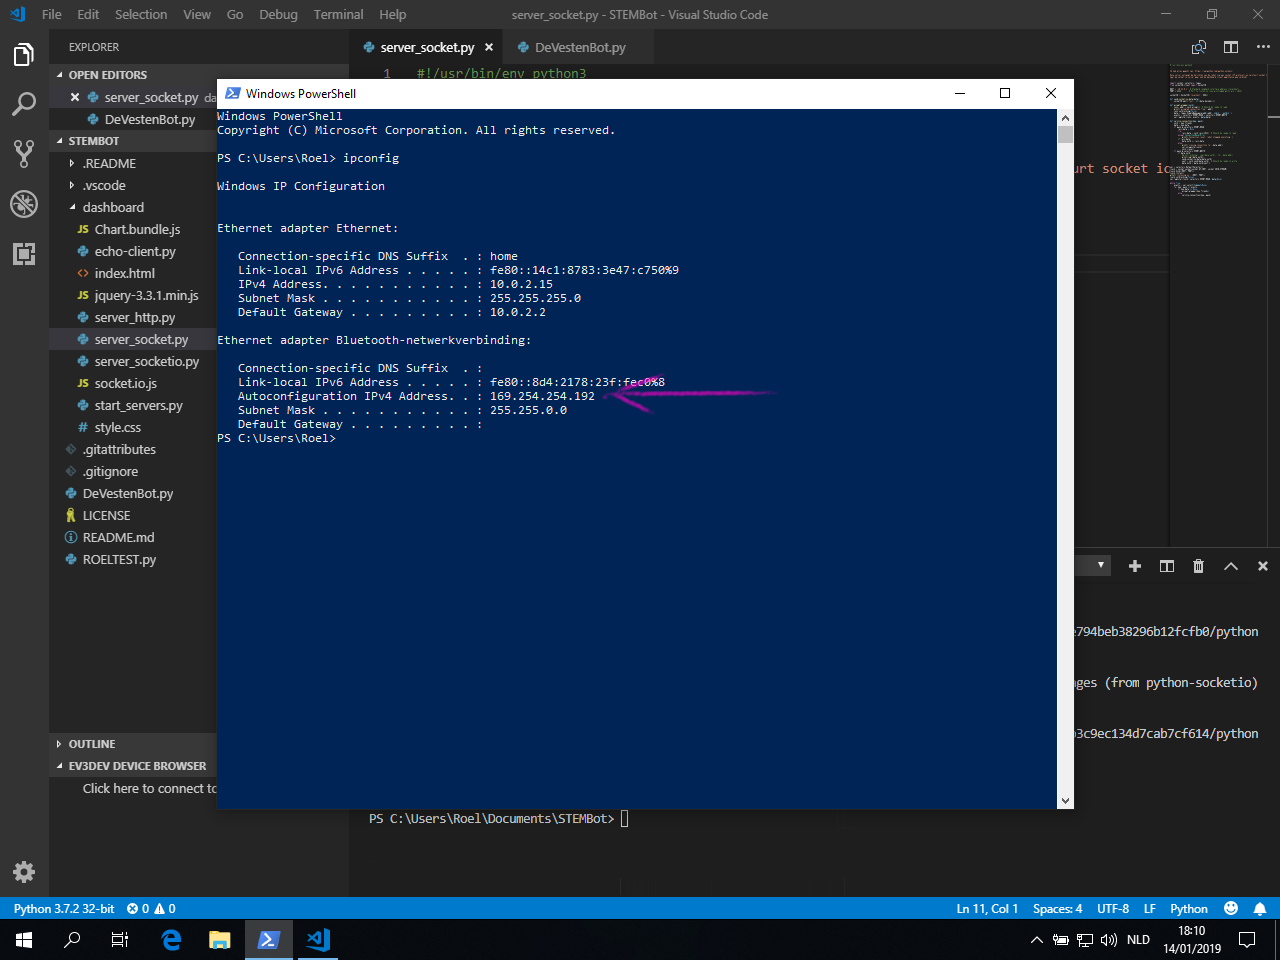 File Edit Selection View Go Debug Terminal Help
server_socket.py - STEMBot - Visual Studio Code
EXPLORER
OPEN EDITORS
server_socket.py da
DeVestenBot.py
STEMBOT
.README
.vscode
dashboard
JS Chart.bundle.js
echo-client.py
<> index.html
JS jquery-3.3.1.min.js
server_http.py
server_socket.py
server_socketio.py
JS socket.io.js
start_servers.py
# style.css
.gitattributes
.gitignore
DeVestenBot.py
LICENSE
README.md
ROELTEST.py
OUTLINE
EV3DEV DEVICE BROWSER
Click here to connect to
server_socket.py
DeVestenBot.py
1 #!/usr/bin/env python3
urt socket io
Windows PowerShell
Windows PowerShell
Copyright (C) Microsoft Corporation. All rights reserved.
PS C:\Users\Roel> ipconfig
Windows IP Configuration
Ethernet adapter Ethernet:
Connection-specific DNS Suffix . : home
Link-local IPv6 Address . . . . . : fe80::14c1:8783:3e47:c750%9
IPv4 Address. . . . . . . . . . . : 10.0.2.15
Subnet Mask . . . . . . . . . . . : 255.255.255.0
Default Gateway . . . . . . . . . : 10.0.2.2
Ethernet adapter Bluetooth-netwerkverbinding:
Connection-specific DNS Suffix . :
Link-local IPv6 Address . . . . . : fe80::8d4:2178:23f:fec0%8
Autoconfiguration IPv4 Address. . : 169.254.254.192
Subnet Mask . . . . . . . . . . . : 255.255.0.0
Default Gateway . . . . . . . . . :
PS C:\Users\Roel>
e794beb38296b12fcfb0/python
ages (from python-socketio)
b3c9ec134d7cab7cf614/python
PS C:\Users\Roel\Documents\STEMBot>
Python 3.7.2 32-bit 0 0
Ln 11, Col 1 Spaces: 4 UTF-8 LF Python
NLD
18:10
14/01/2019